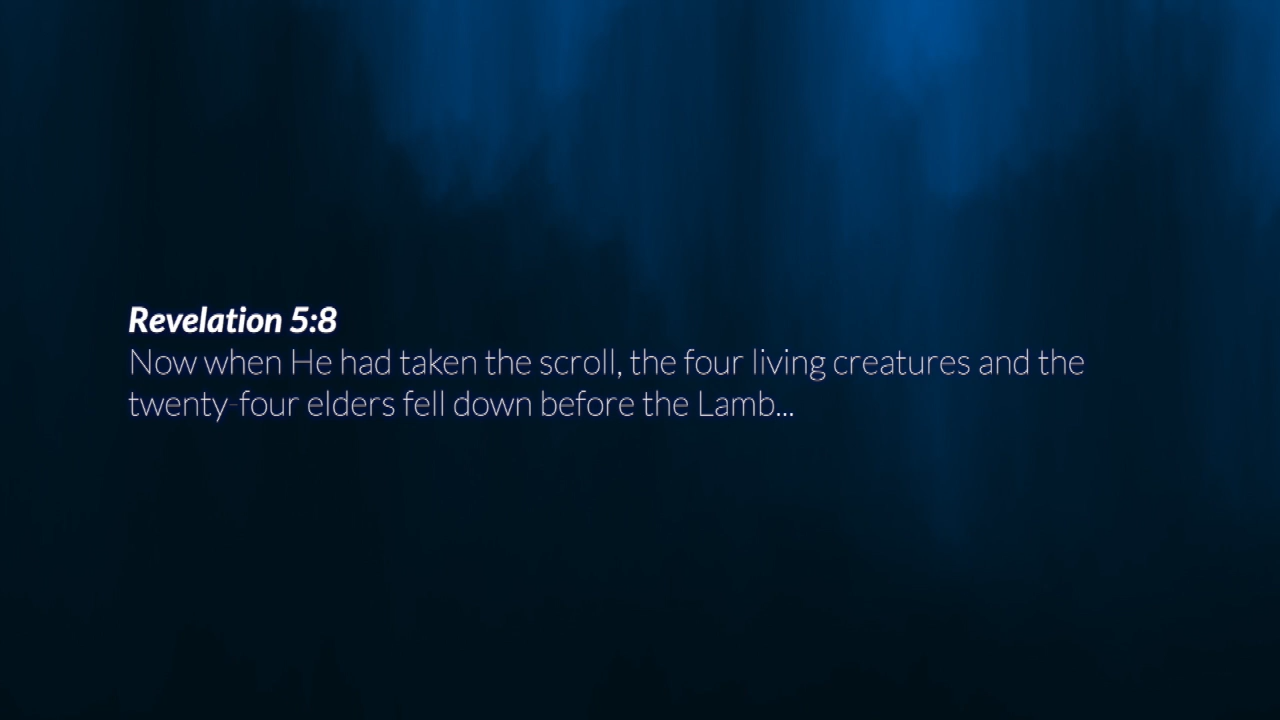 Revelation 5:8
Now when He had taken the scroll, the four living creatures and the
twenty-four elders fell down before the Lamb...